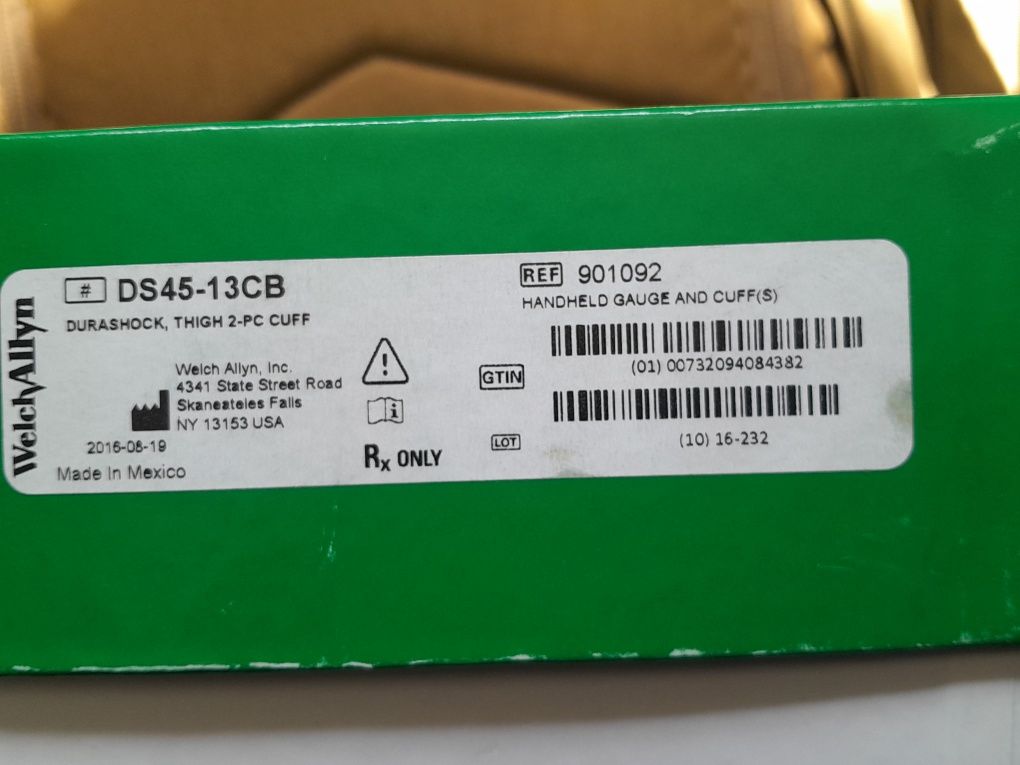 WelchAllyn
# DS45-13CB
DURASHOCK, THIGH 2-PC CUFF
Welch Allyn, Inc.
4341 State Street Road
Skaneateles Falls
NY 13153 USA
2016-08-19
Made In Mexico
Rx ONLY
REF 901092
HANDHELD GAUGE AND CUFF(S)
GTIN
(01) 00732094084382
LOT
(10) 16-232